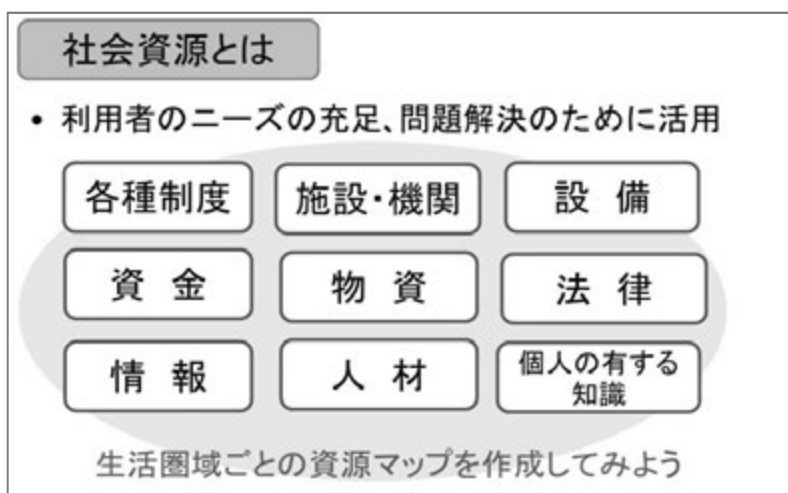 社会資源とは
• 利用者のニーズの充足、問題解決のために活用
各種制度
施設・機関
設 備
資 金
物 資
法 律
情 報
人 材
個人の有する
知識
生活圏域ごとの資源マップを作成してみよう